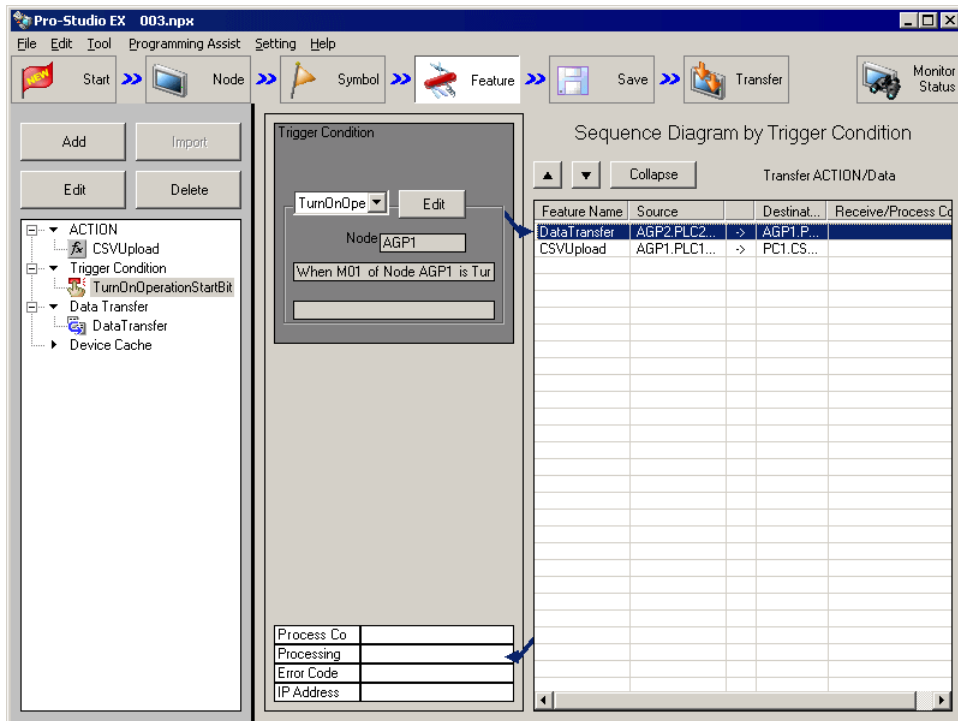 Pro-Studio EX 003.npx
File Edit Tool Programming Assist Setting Help
NEW Start Node Symbol Feature Save Transfer Monitor Status
Add Import
Edit Delete
ACTION
CSVUpload
Trigger Condition
TurnOnOperationStartBit
Data Transfer
DataTransfer
Device Cache
Trigger Condition
TurnOnOpe Edit
Node AGP1
When M01 of Node AGP1 is Tur
Process Co
Processing
Error Code
IP Address
Sequence Diagram by Trigger Condition
Collapse Transfer ACTION/Data
Feature Name Source Destinat... Receive/Process Co
DataTransfer AGP2.PLC2... -> AGP1.P...
CSVUpload AGP1.PLC1... -> PC1.CS...